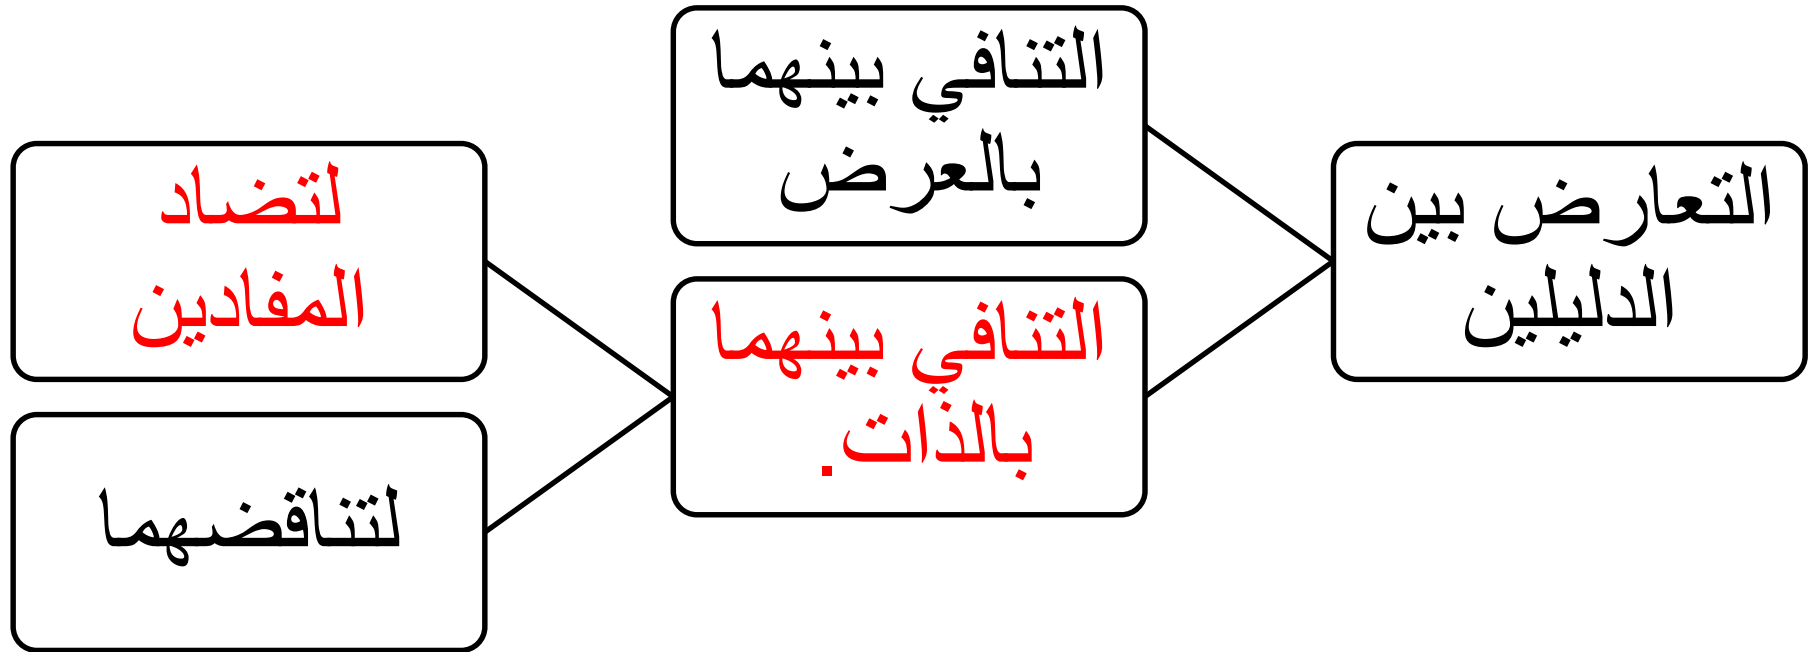 التعارض بين
الدليلين
التنافي بينهما
بالعرض
التنافي بينهما
بالذات.
لتضاد
المفادين
لتناقضهما